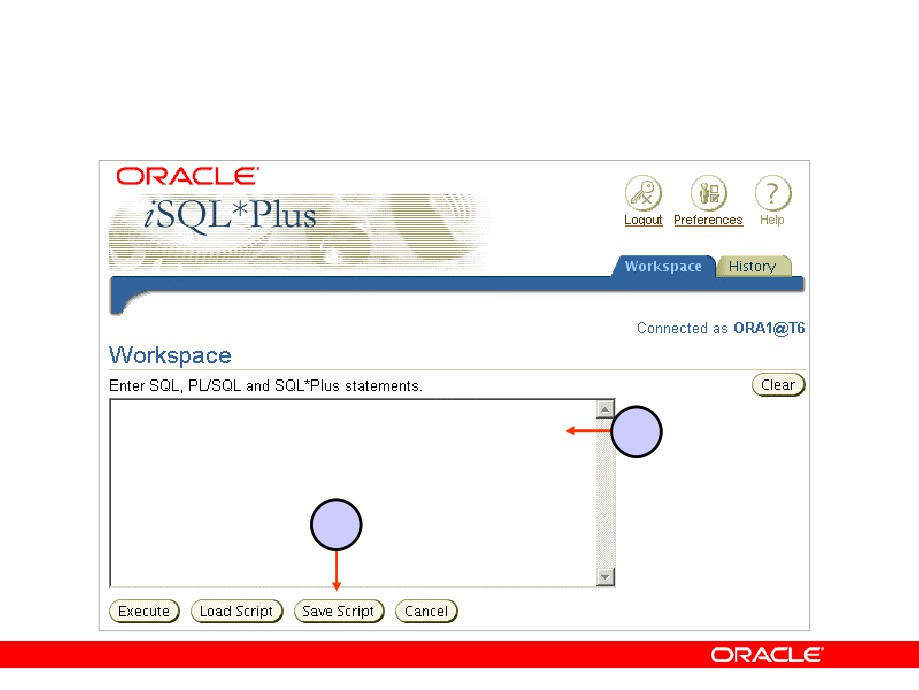 ORACLE
iSQL*Plus
Logout Preferences Help
Workspace History
Connected as ORA1@T6
Workspace
Enter SQL, PL/SQL and SQL*Plus statements.
Clear
Execute Load Script Save Script Cancel
ORACLE